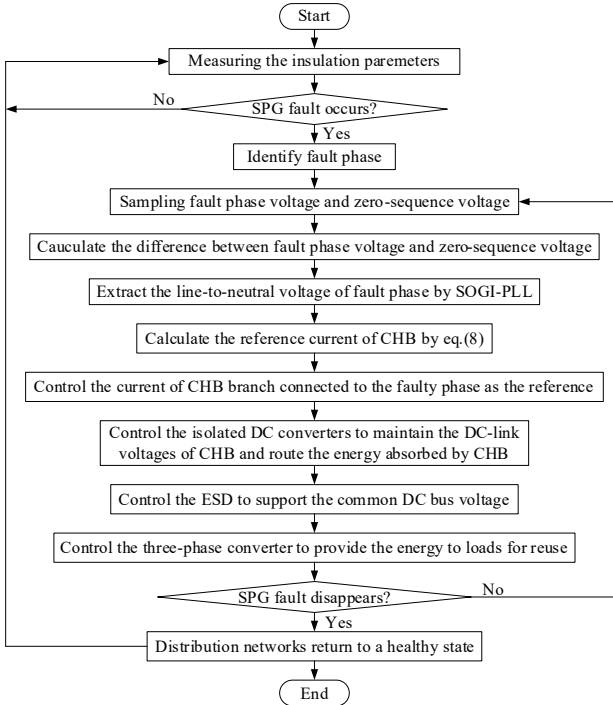 Start
Measuring the insulation paremeters
No
SPG fault occurs?
Yes
Identify fault phase
Sampling fault phase voltage and zero-sequence voltage
Cauculate the difference between fault phase voltage and zero-sequence voltage
Extract the line-to-neutral voltage of fault phase by SOGI-PLL
Calculate the reference current of CHB by eq.(8)
Control the current of CHB branch connected to the faulty phase as the reference
Control the isolated DC converters to maintain the DC-link
voltages of CHB and route the energy absorbed by CHB
Control the ESD to support the common DC bus voltage
Control the three-phase converter to provide the energy to loads for reuse
SPG fault disappears?
No
Yes
Distribution networks return to a healthy state
End